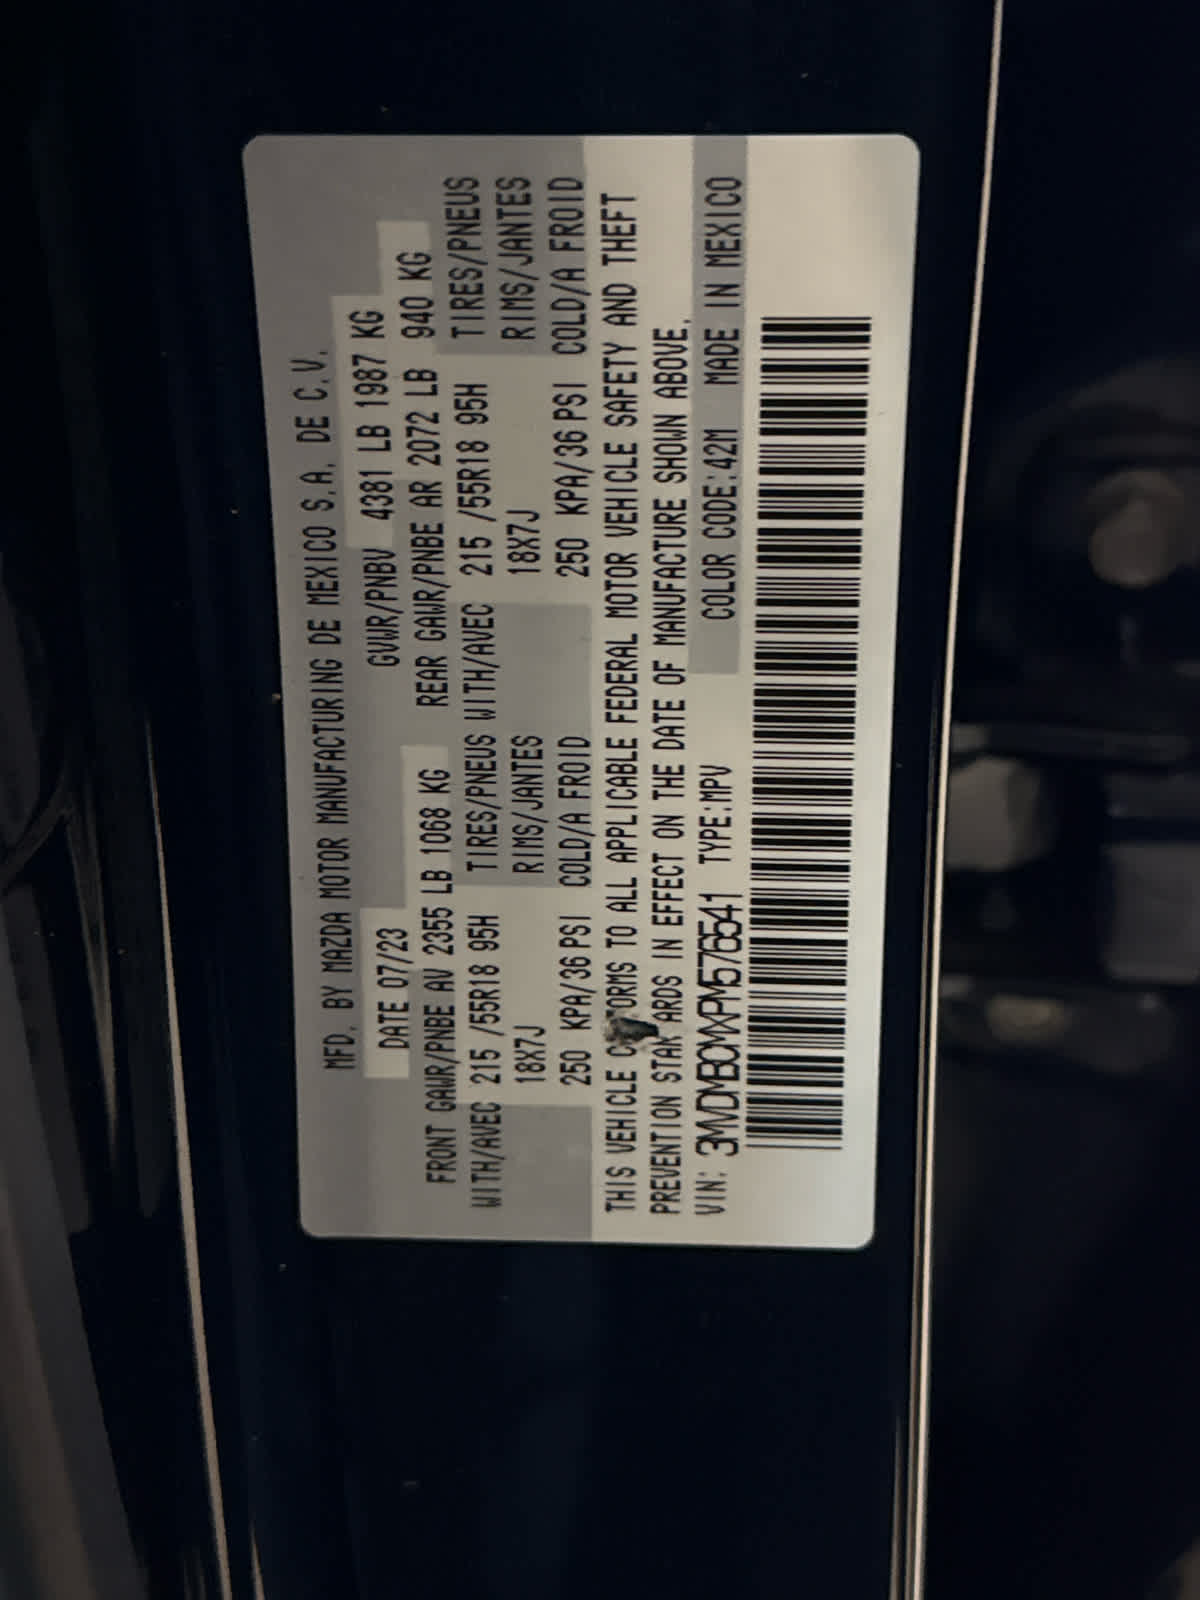 MFD. BY MAZDA MOTOR MANUFACTURING DE MEXICO S.A. DE C.V.
DATE 07/23 GVWR/PNBV 4381 LB 1987 KG
FRONT GAWR/PNBE AV 2355 LB 1068 KG REAR GAWR/PNBE AR 2072 LB 940 KG
WITH/AVEC 215 /55R18 95H TIRES/PNEUS WITH/AVEC 215 /55R18 95H TIRES/PNEUS
18X7J RIMS/JANTES 18X7J RIMS/JANTES
250 KPA/36 PSI COLD/A FROID 250 KPA/36 PSI COLD/A FROID
THIS VEHICLE TO ALL APPLICABLE FEDERAL MOTOR VEHICLE SAFETY AND THEFT
PREVENTION IN EFFECT ON THE DATE OF MANUFACTURE SHOWN ABOVE.
VIN: 3MVDMBCMXPM576541 TYPE:MPV COLOR CODE:42M MADE IN MEXICO